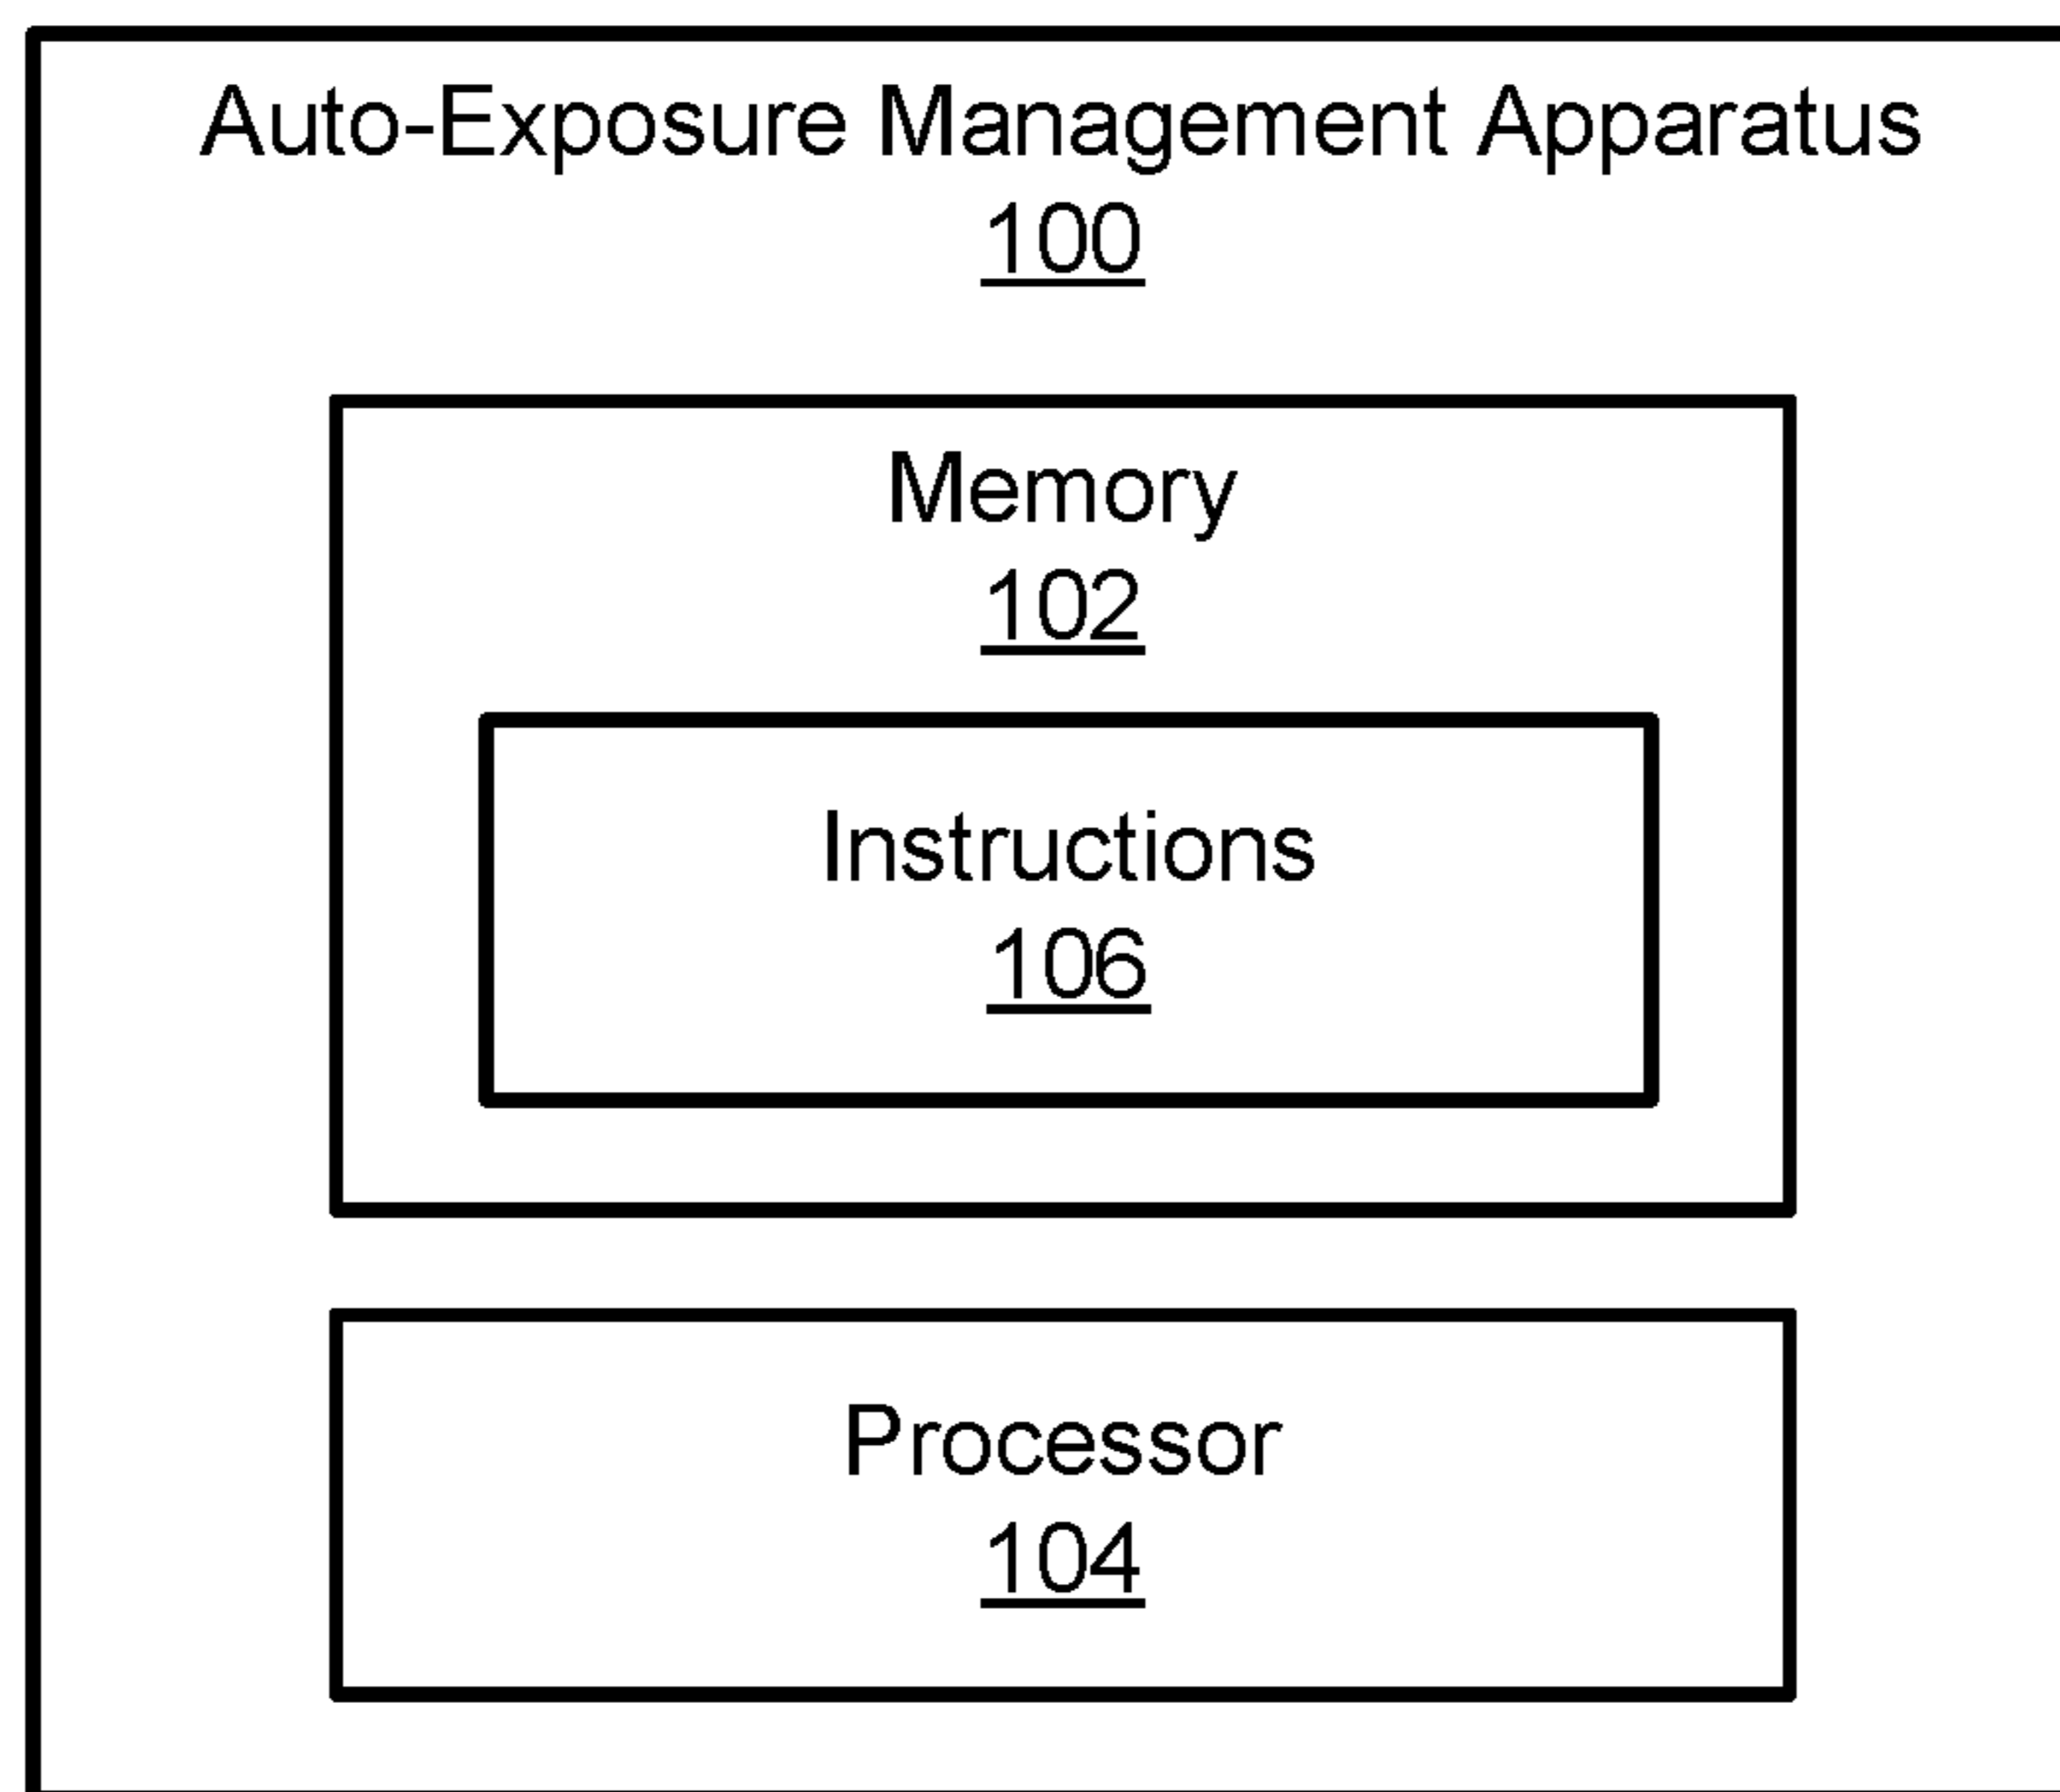 Auto-Exposure Management Apparatus
100
Memory
102
Instructions
106
Processor
104